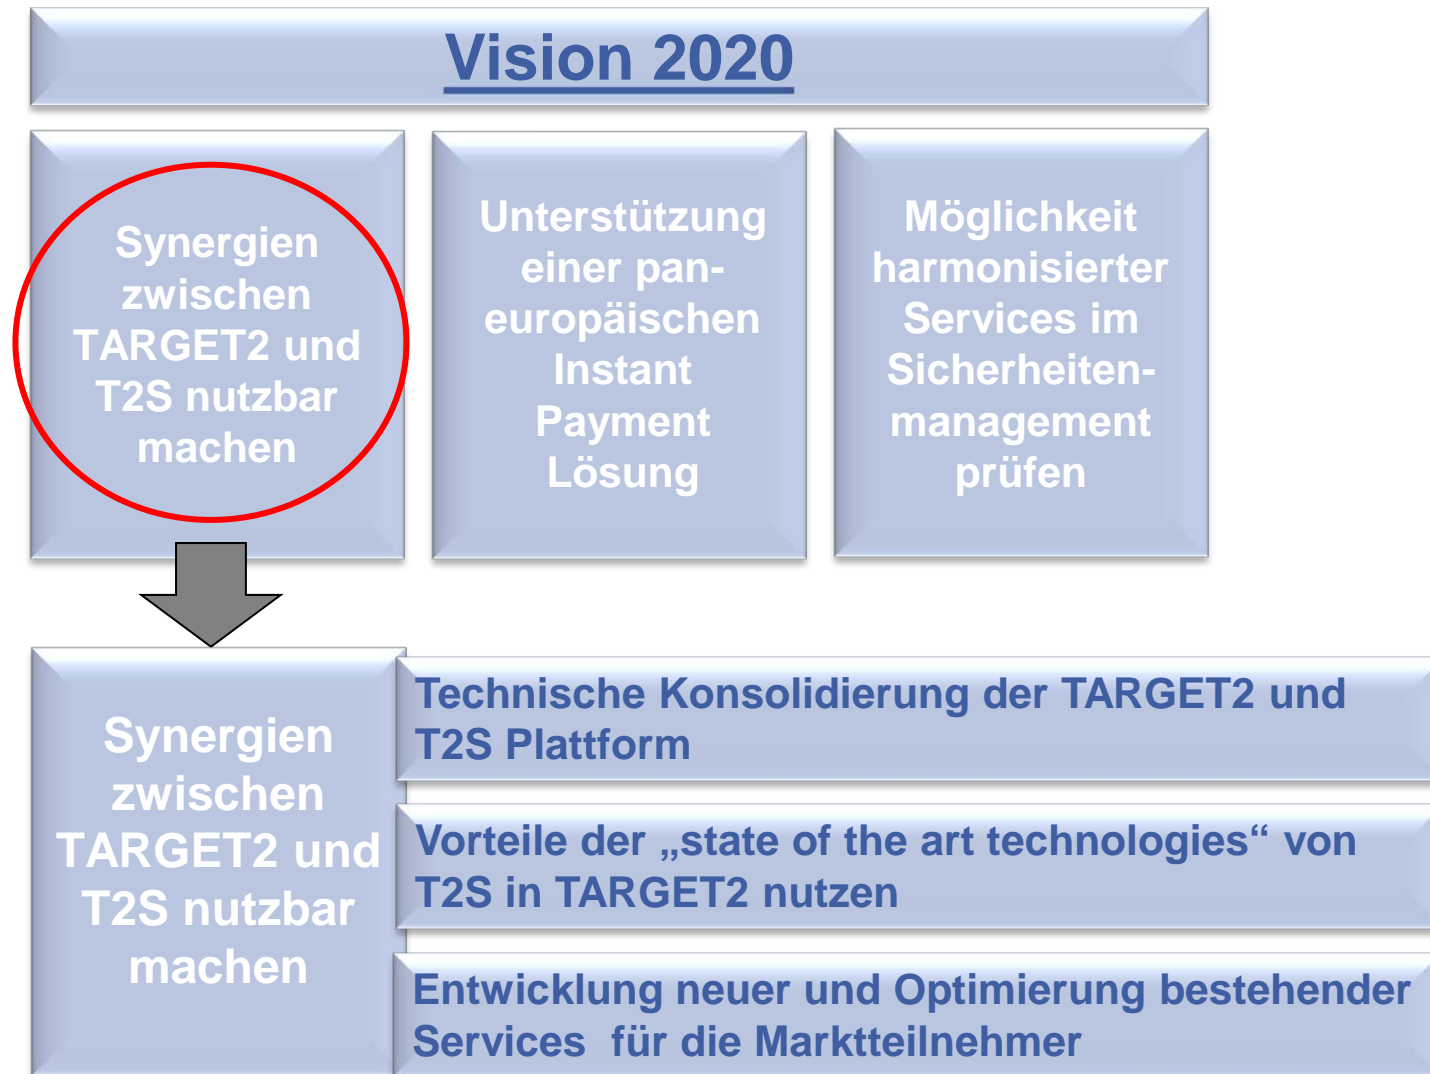 Vision 2020
Synergien
zwischen
TARGET2 und
T2S nutzbar
machen
Unterstützung
einer pan-
europäischen
Instant
Payment
Lösung
Möglichkeit
harmonisierter
Services im
Sicherheiten-
management
prüfen
Synergien
zwischen
TARGET2 und
T2S nutzbar
machen
Technische Konsolidierung der TARGET2 und
T2S Plattform
Vorteile der „state of the art technologies“ von
T2S in TARGET2 nutzen
Entwicklung neuer und Optimierung bestehender
Services  für die Marktteilnehmer